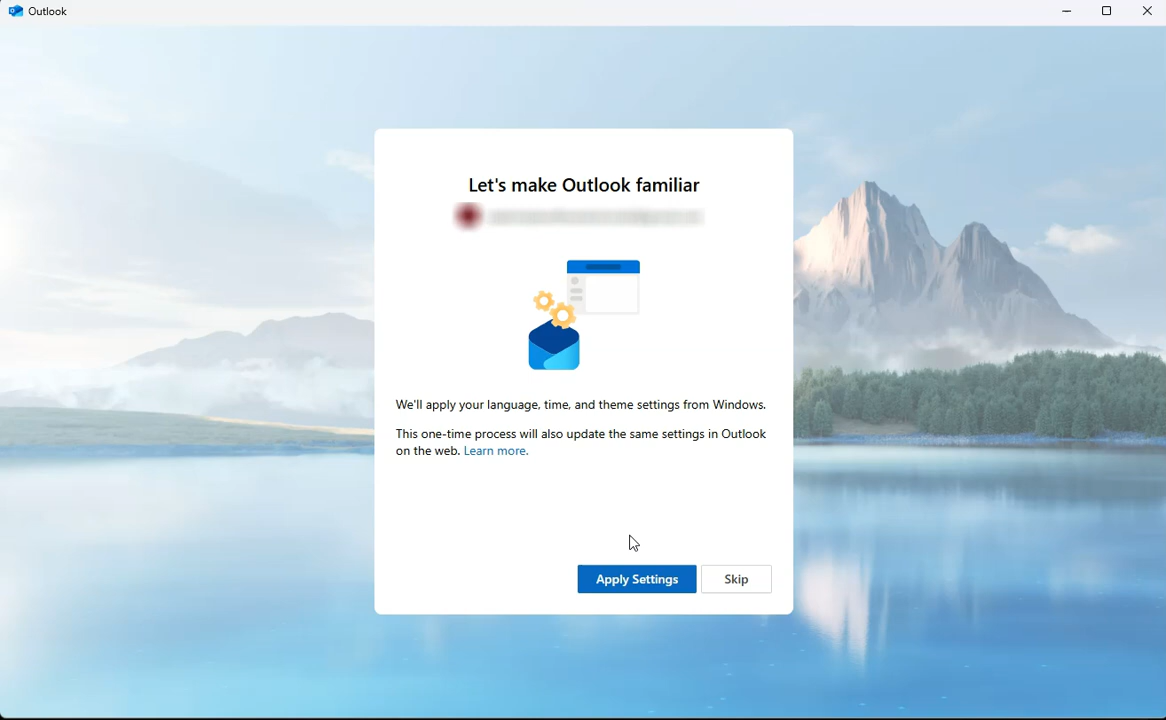 Outlook
Let's make Outlook familiar
We'll apply your language, time, and theme settings from Windows.
This one-time process will also update the same settings in Outlook
on the web. Learn more.
Apply Settings
Skip